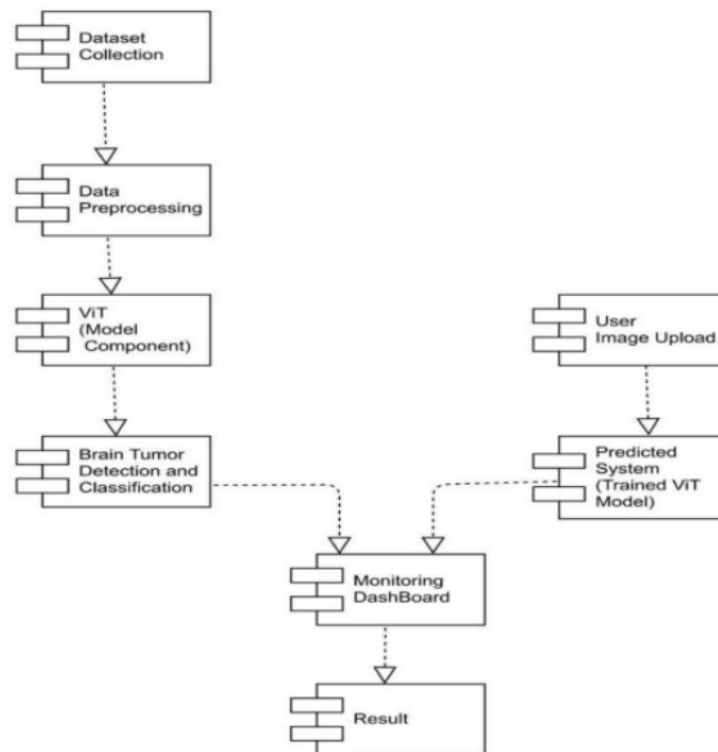 Dataset
Collection
Data
Preprocessing
ViT
(Model
Component)
Brain Tumor
Detection and
Classification
User
Image Upload
Predicted
System
(Trained ViT
Model)
Monitoring
DashBoard
Result